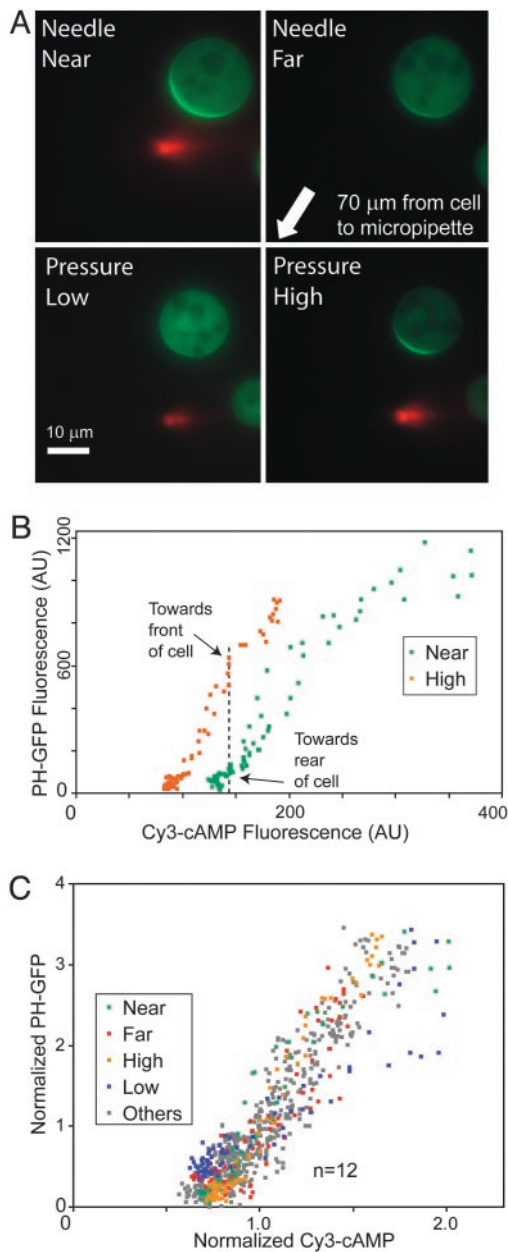 A
Needle
Near
Needle
Far
70 μm from cell
to micropipette
Pressure
Low
Pressure
High
10 μm
B
1200
600
0
PH-GFP Fluorescence (AU)
Towards
front
of cell
Near
High
Towards
rear
of cell
0
100
200
400
Cy3-cAMP Fluorescence (AU)
C
4
3
2
1
0
Normalized PH-GFP
Near
Far
High
Low
Others
n=12
0
1.0
2.0
Normalized Cy3-cAMP